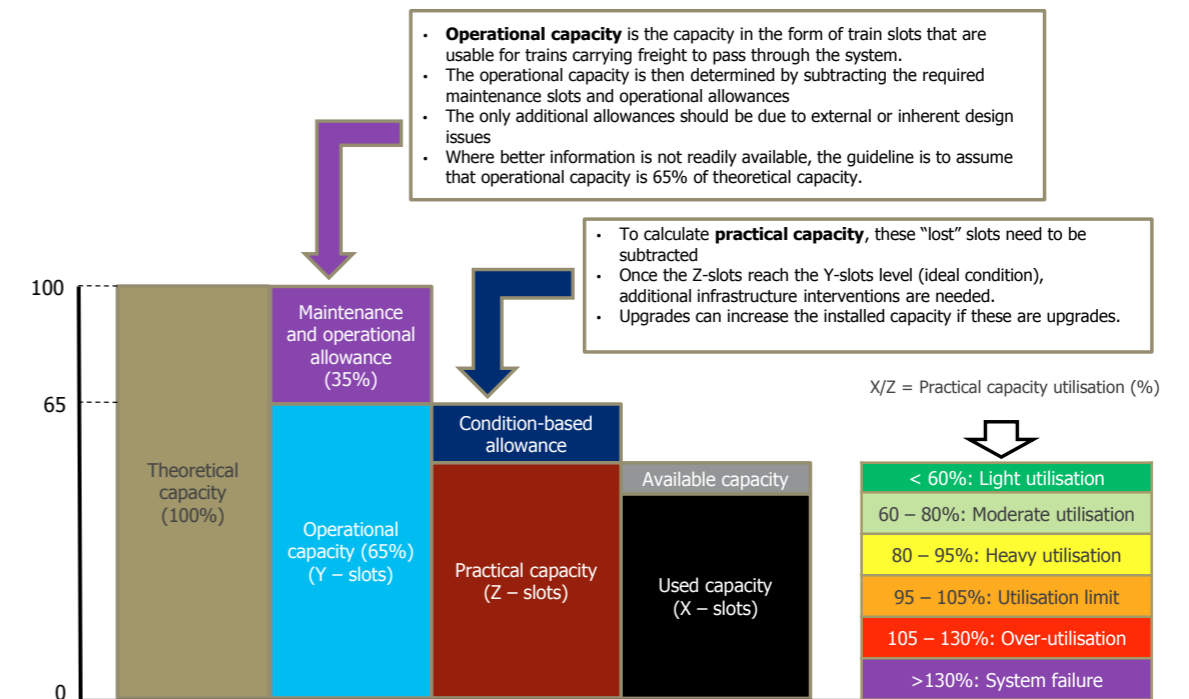 • Operational capacity is the capacity in the form of train slots that are
usable for trains carrying freight to pass through the system.
• The operational capacity is then determined by subtracting the required
maintenance slots and operational allowances
• The only additional allowances should be due to external or inherent design
issues
• Where better information is not readily available, the guideline is to assume
that operational capacity is 65% of theoretical capacity.
• To calculate practical capacity, these “lost” slots need to be
subtracted
• Once the Z-slots reach the Y-slots level (ideal condition),
additional infrastructure interventions are needed.
• Upgrades can increase the installed capacity if these are upgrades.
100
65
0
Theoretical
capacity
(100%)
Maintenance
and operational
allowance
(35%)
Operational
capacity (65%)
(Y – slots)
Condition-based
allowance
Practical capacity
(Z – slots)
Available capacity
Used capacity
(X – slots)
X/Z = Practical capacity utilisation (%)
< 60%: Light utilisation
60 – 80%: Moderate utilisation
80 – 95%: Heavy utilisation
95 – 105%: Utilisation limit
105 – 130%: Over-utilisation
>130%: System failure